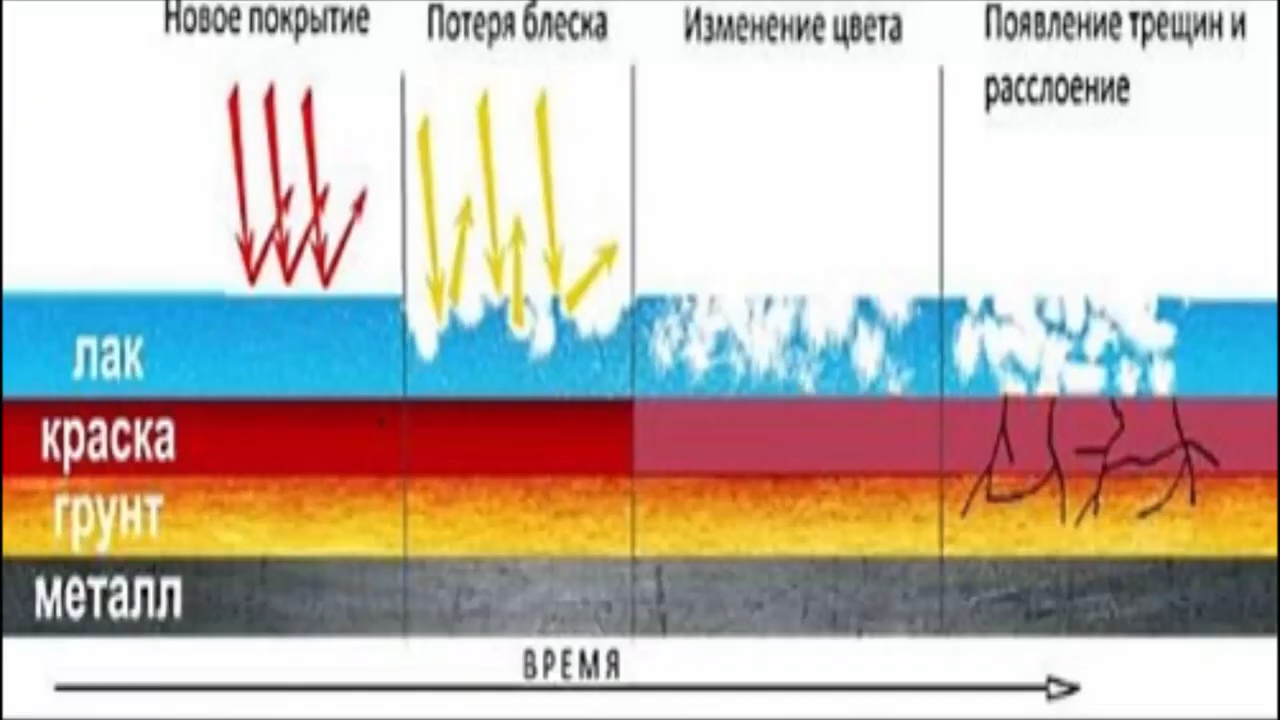 Новое покрытие
Потеря блеска
Изменение цвета
Появление трещин и
расслоение
лак
краска
грунт
металл
ВРЕМЯ